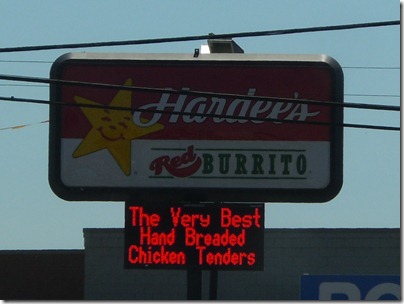 Hardee's
Red BURRITO
The Very Best
Hand Breaded
Chicken Tenders